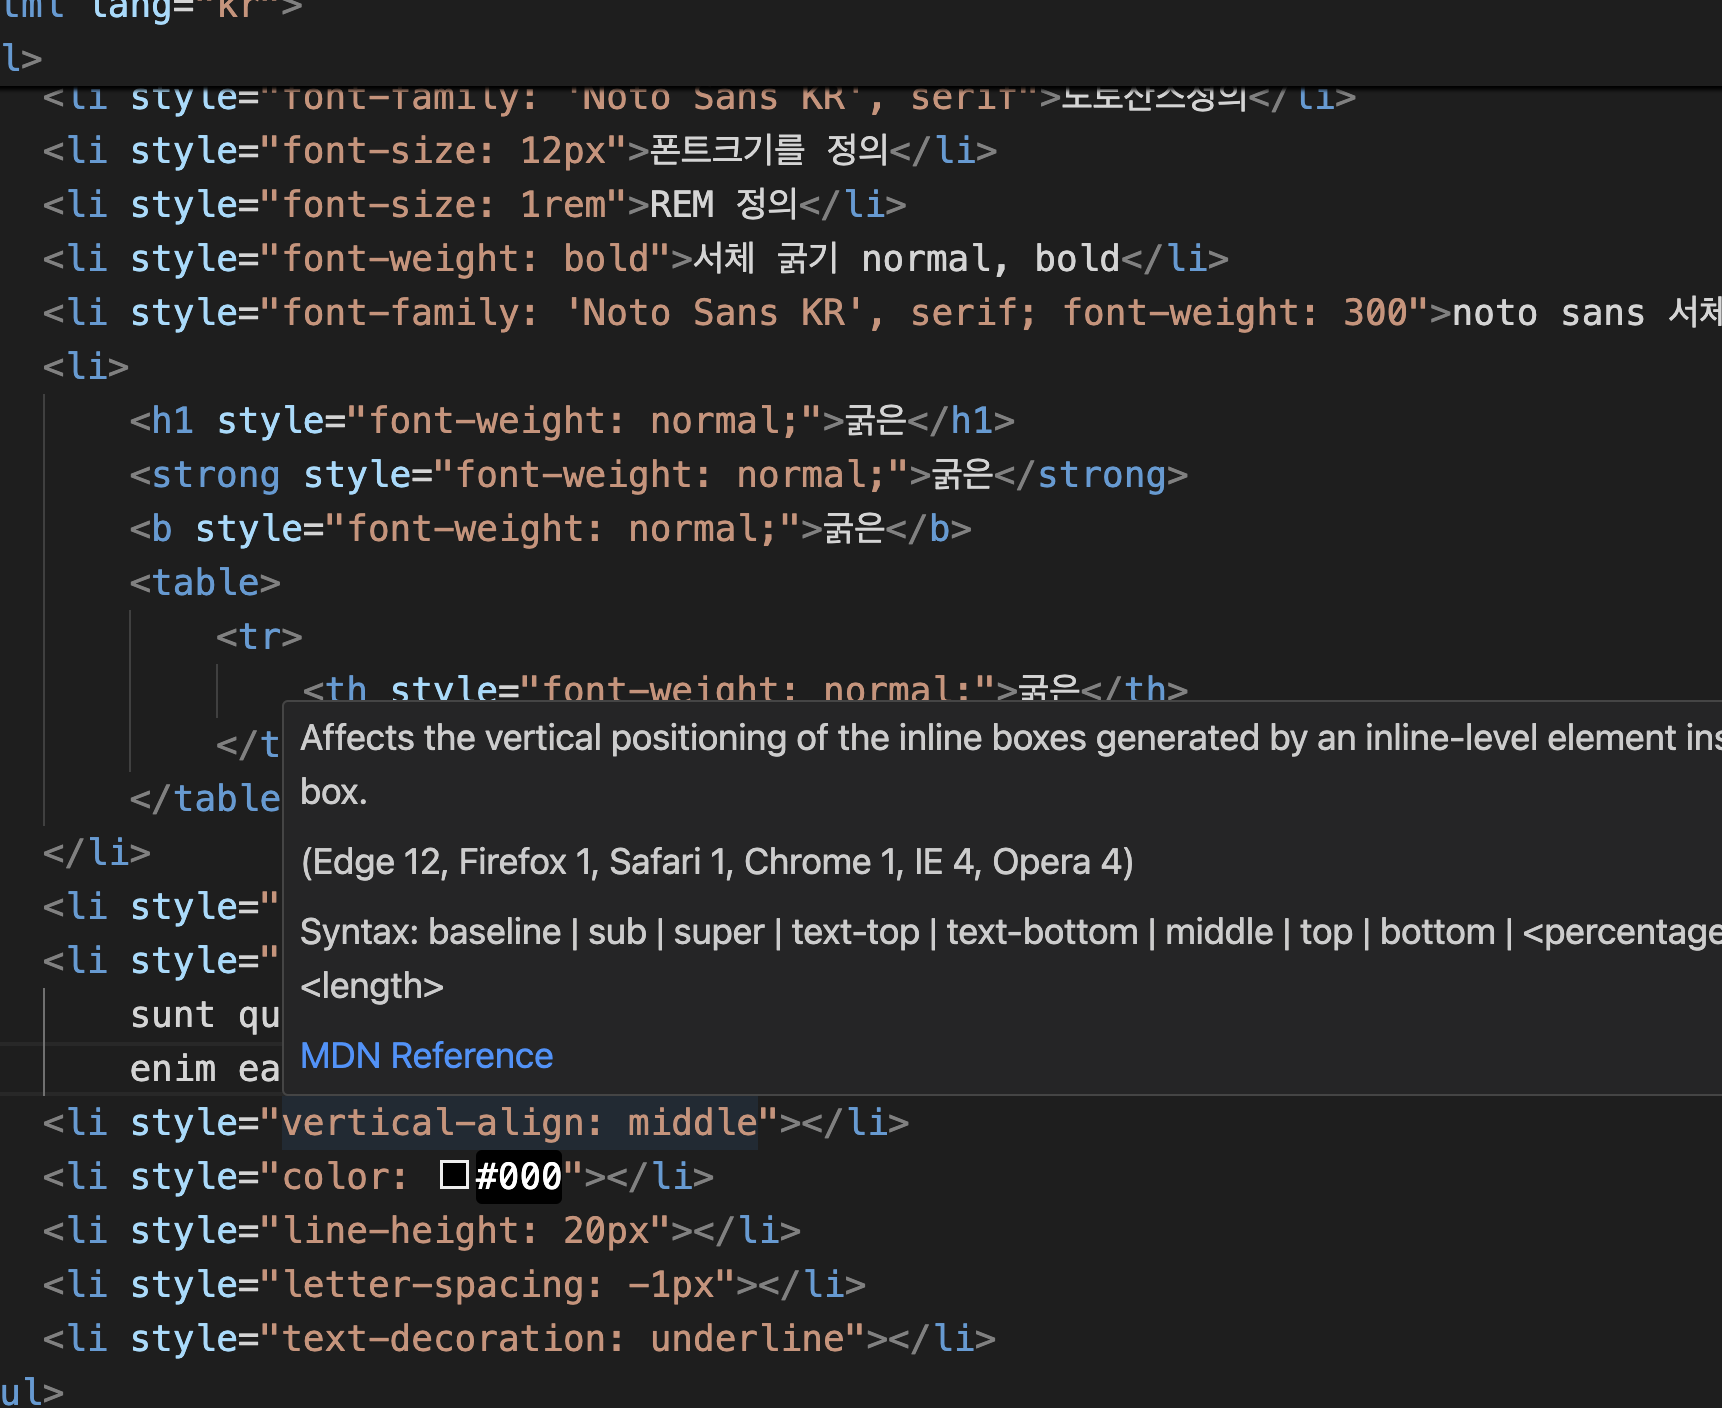 tml lang="kr">
l>
<li style="font-family: 'Noto Sans KR', serif">노토산스정의</li>
<li style="font-size: 12px">폰트크기를 정의</li>
<li style="font-size: 1rem">REM 정의</li>
<li style="font-weight: bold">서체 굵기 normal, bold</li>
<li style="font-family: 'Noto Sans KR', serif; font-weight: 300">noto sans 서체
<li>
<h1 style="font-weight: normal;">굵은</h1>
<strong style="font-weight: normal;">굵은</strong>
<b style="font-weight: normal;">굵은</b>
<table>
<tr>
<th style="font-weight: normal;">굵은</th>
</t
</table
</li>
<li style="
<li style="
sunt qu
enim ea
Affects the vertical positioning of the inline boxes generated by an inline-level element ins
box.
(Edge 12, Firefox 1, Safari 1, Chrome 1, IE 4, Opera 4)
Syntax: baseline | sub | super | text-top | text-bottom | middle | top | bottom | <percentage
<length>
MDN Reference
<li style="vertical-align: middle"></li>
<li style="color: #000"></li>
<li style="line-height: 20px"></li>
<li style="letter-spacing: -1px"></li>
<li style="text-decoration: underline"></li>
ul>